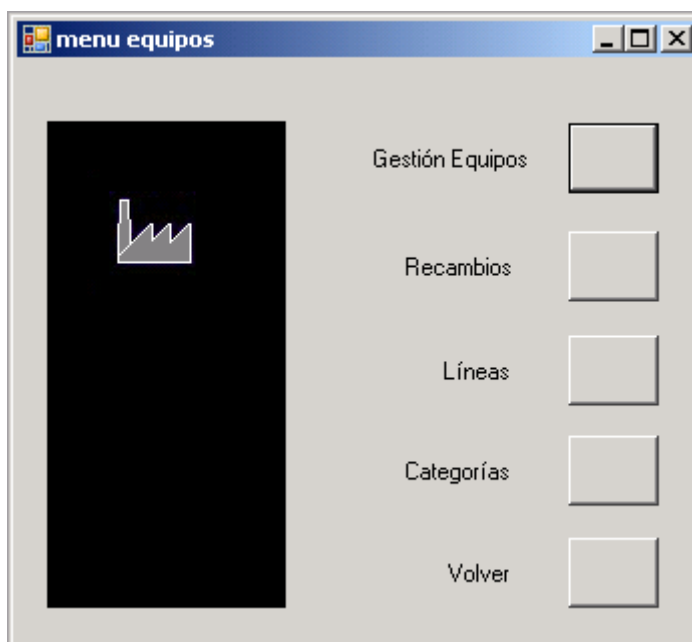 menu equipos
Gestión Equipos
Recambios
Líneas
Categorías
Volver